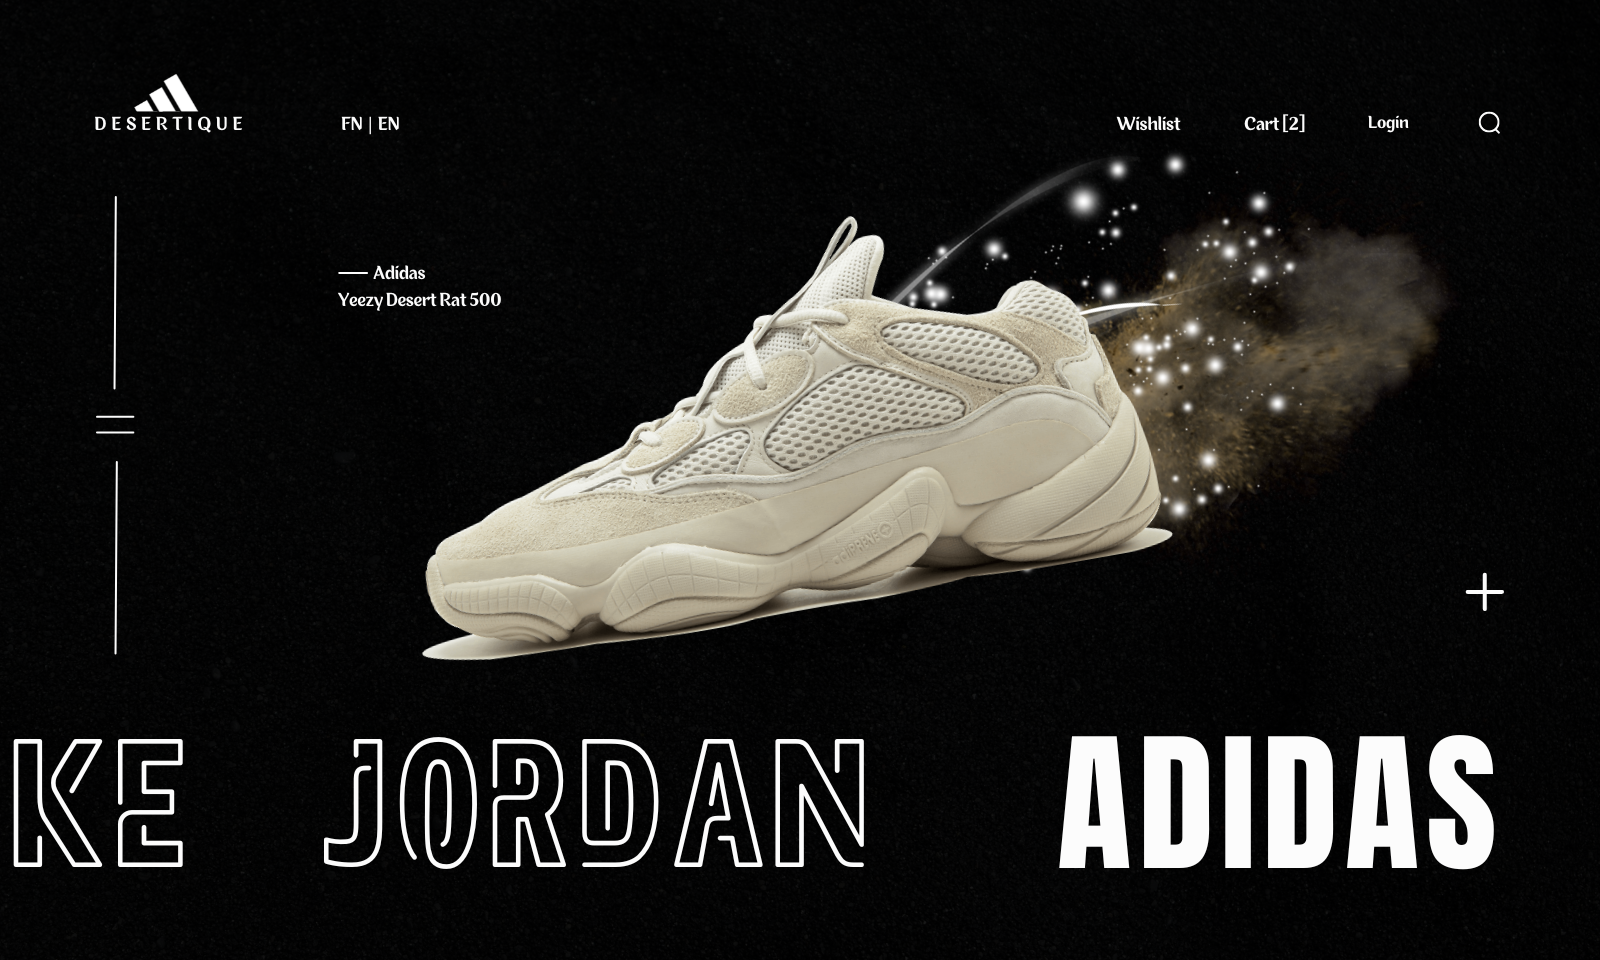 DESERTIQUE
FN | EN
Wishlist
Cart [2]
Login
— Adidas
Yeezy Desert Rat 500
KE JORDAN ADIDAS